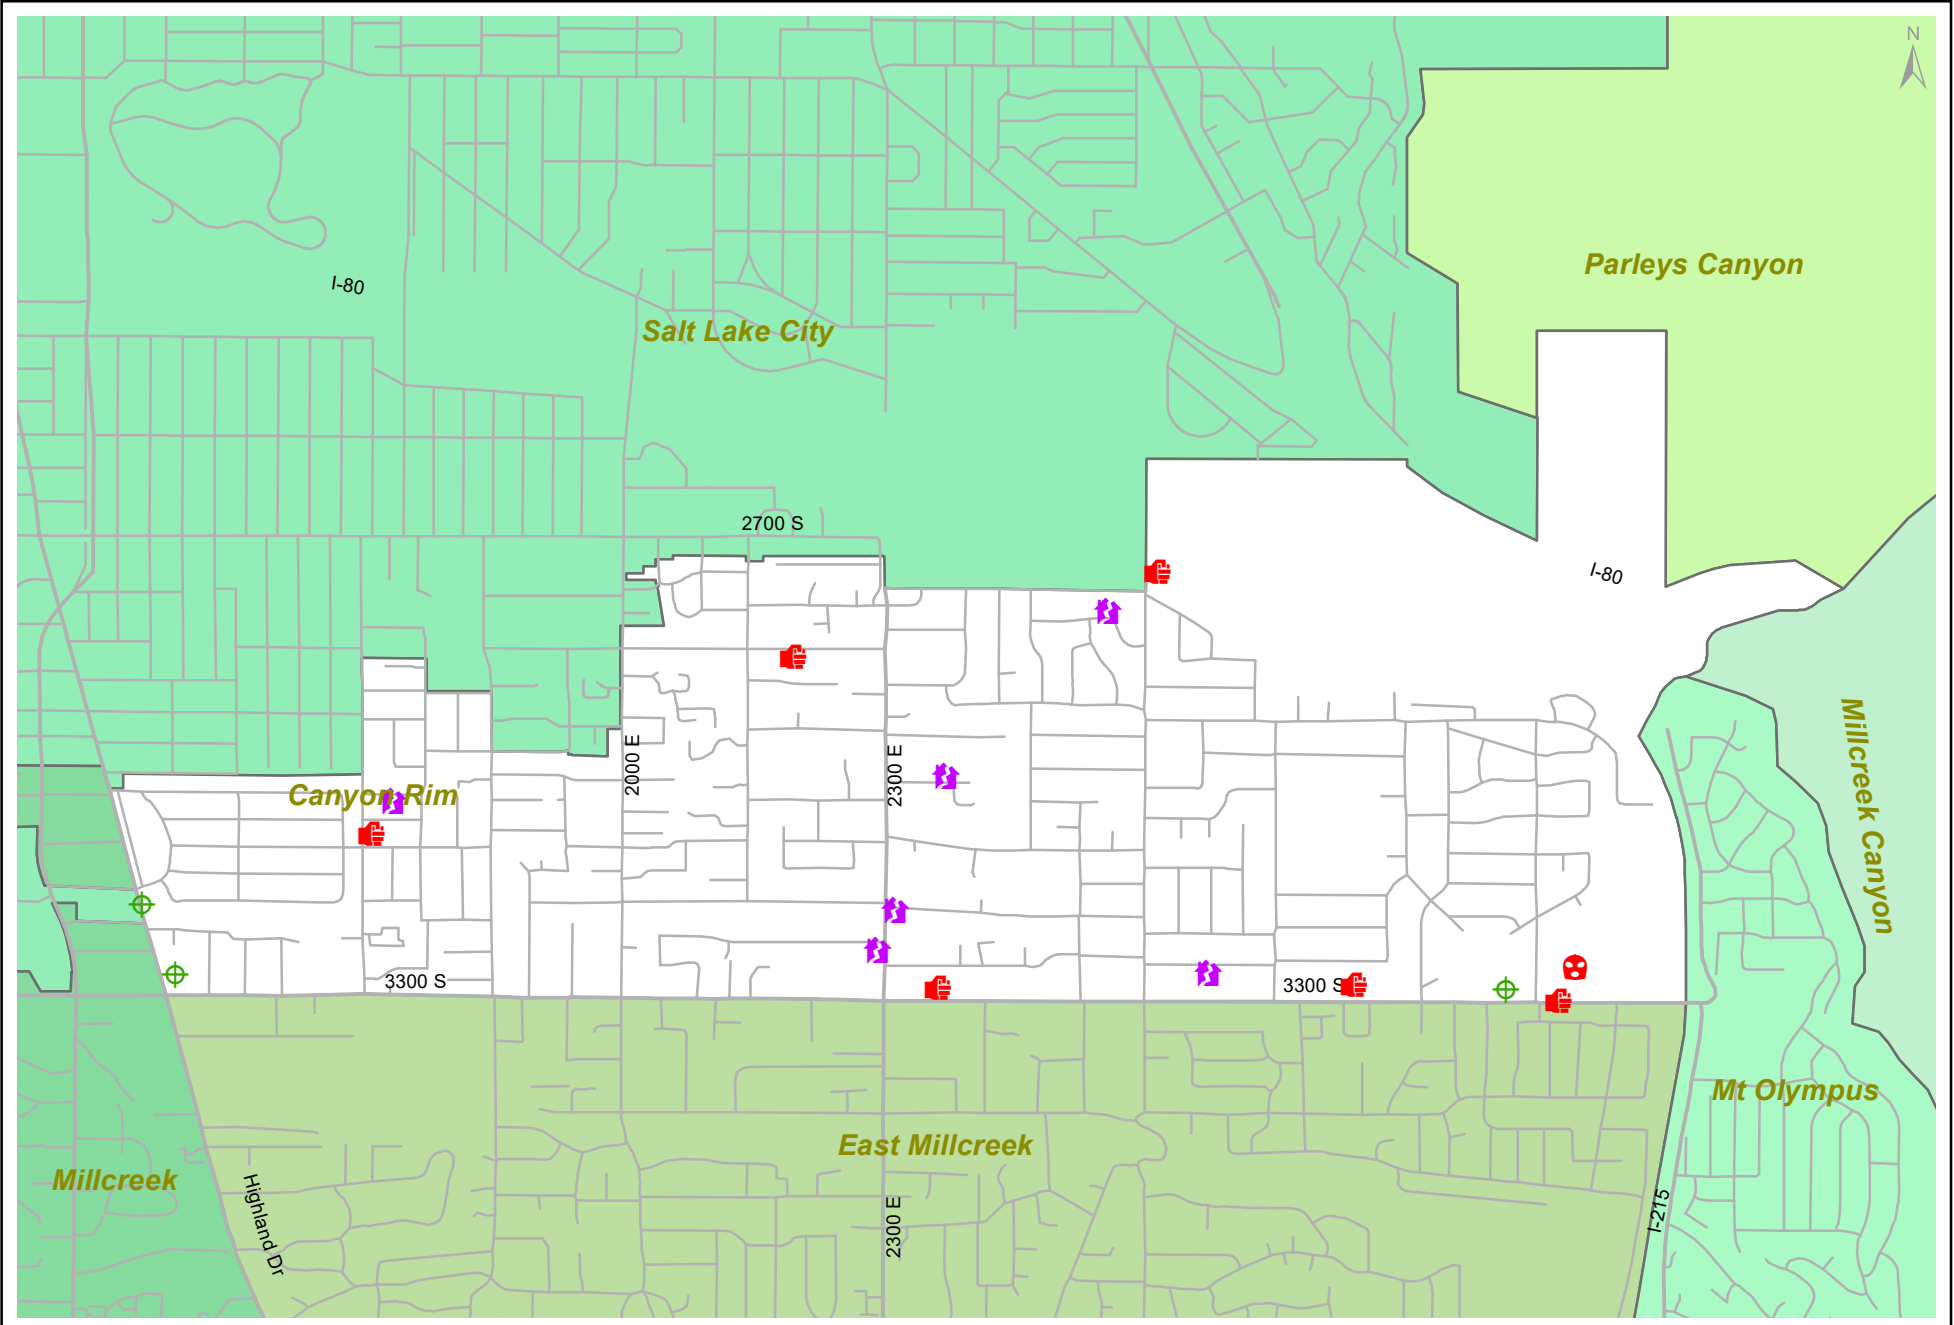 N
Parleys Canyon
I-80
Salt Lake City
2700 S
I-80
Millcreek Canyon
2000 E
2300 E
Canyon Rim
3300 S
3300 S
Mt Olympus
East Millcreek
Millcreek
Highland Dr
2300 E
I-215